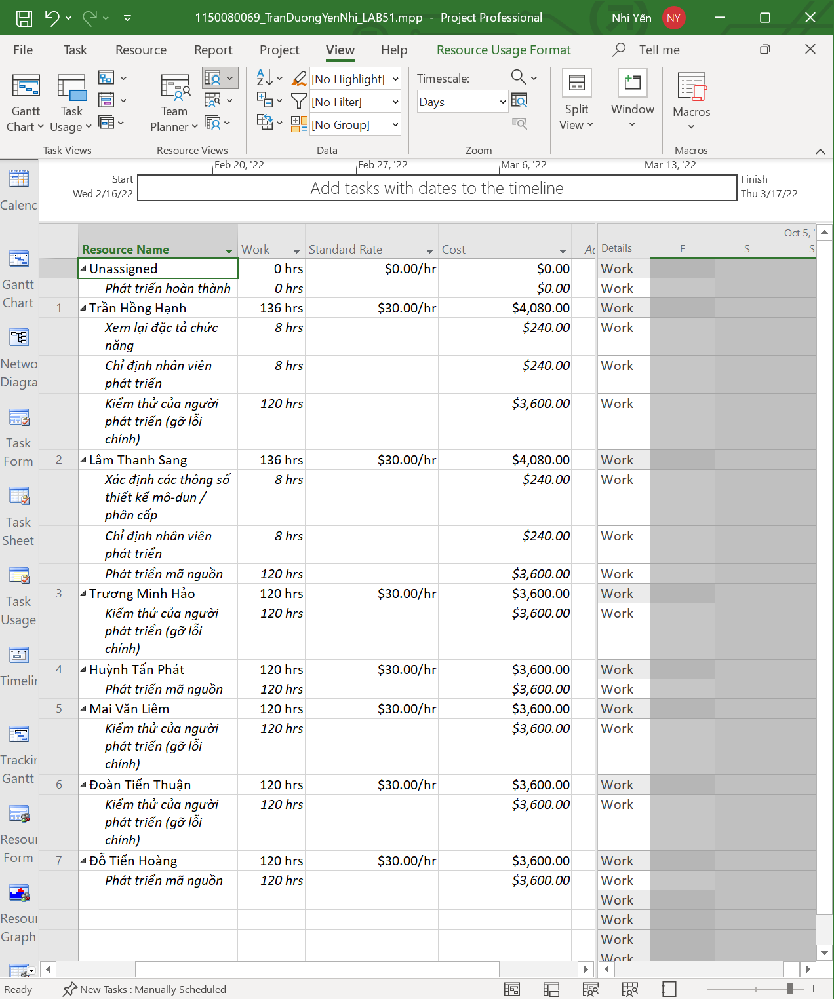 1150080069_TranDuongYenNhi_LAB51.mpp - Project Professional
Nhi Yến NY
File Task Resource Report Project View Help Resource Usage Format Tell me
Gantt Chart
Task Usage
Task Views
Team Planner
Resource Views
[No Highlight]
[No Filter]
[No Group]
Data
Timescale:
Days
Zoom
Split View
Window
Macros
Macros
Feb 20, '22 Feb 27, '22 Mar 6, '22 Mar 13, '22
Start
Wed 2/16/22
Add tasks with dates to the timeline
Finish
Thu 3/17/22
Calenc
Gantt
Chart
Netwo
Diagra
Task
Form
Task
Sheet
Task
Usage
Timelin
Trackin
Gantt
Resour
Form
Resour
Graph
Resource Name Work Standard Rate Cost Ac Details Oct 5, '
F S S
Unassigned 0 hrs $0.00/hr $0.00 Work
Phát triển hoàn thành 0 hrs $0.00 Work
1 Trần Hồng Hạnh 136 hrs $30.00/hr $4,080.00 Work
Xem lại đặc tả chức 8 hrs $240.00 Work
năng
Chỉ định nhân viên 8 hrs $240.00 Work
phát triển
Kiểm thử của người 120 hrs $3,600.00 Work
phát triển (gỡ lỗi
chính)
2 Lâm Thanh Sang 136 hrs $30.00/hr $4,080.00 Work
Xác định các thông số 8 hrs $240.00 Work
thiết kế mô-dun /
phân cấp
Chỉ định nhân viên 8 hrs $240.00 Work
phát triển
Phát triển mã nguồn 120 hrs $3,600.00 Work
3 Trương Minh Hảo 120 hrs $30.00/hr $3,600.00 Work
Kiểm thử của người 120 hrs $3,600.00 Work
phát triển (gỡ lỗi
chính)
4 Huỳnh Tấn Phát 120 hrs $30.00/hr $3,600.00 Work
Phát triển mã nguồn 120 hrs $3,600.00 Work
5 Mai Văn Liêm 120 hrs $30.00/hr $3,600.00 Work
Kiểm thử của người 120 hrs $3,600.00 Work
phát triển (gỡ lỗi
chính)
6 Đoàn Tiến Thuận 120 hrs $30.00/hr $3,600.00 Work
Kiểm thử của người 120 hrs $3,600.00 Work
phát triển (gỡ lỗi
chính)
7 Đỗ Tiến Hoàng 120 hrs $30.00/hr $3,600.00 Work
Phát triển mã nguồn 120 hrs $3,600.00 Work
Work
Work
Work
Work
Ready New Tasks : Manually Scheduled